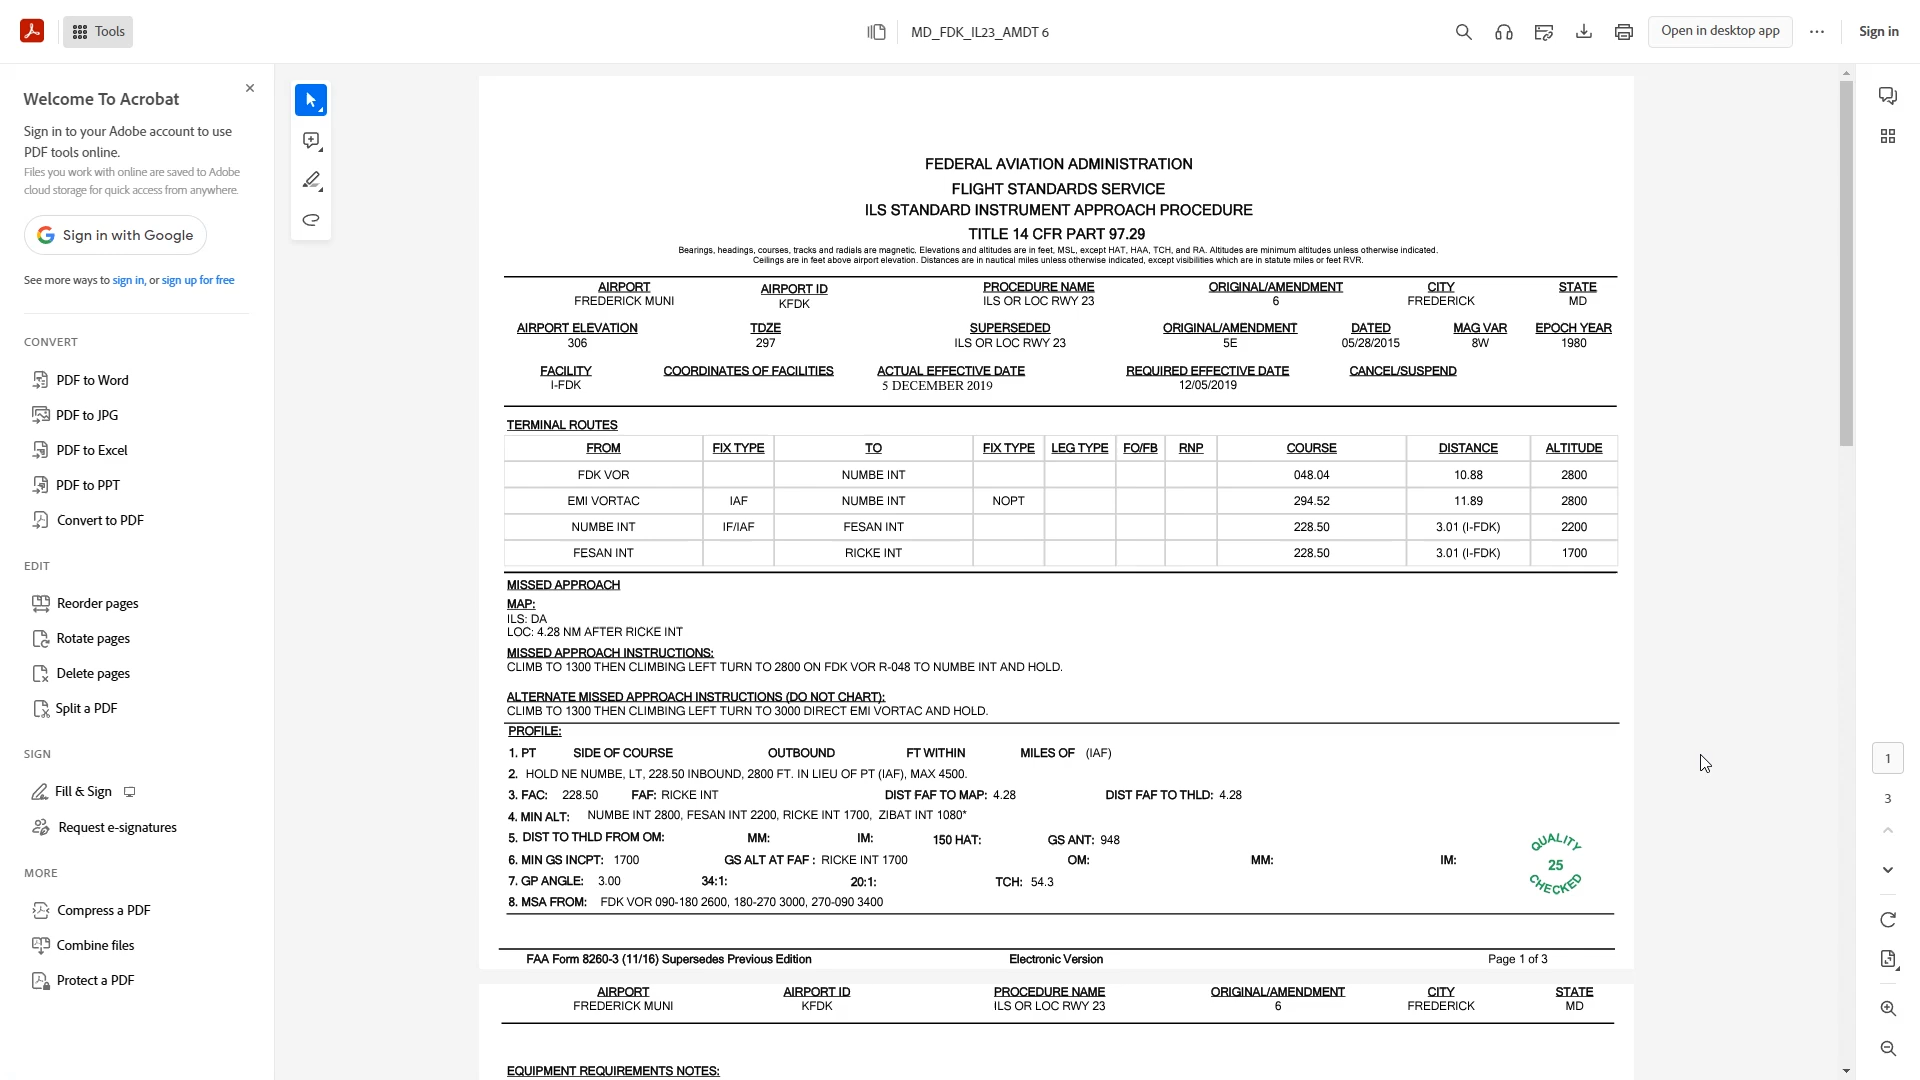 Tools
MD_FDK_IL23_AMDT 6
Open in desktop app
Sign in
Welcome To Acrobat
Sign in to your Adobe account to use
PDF tools online.
Files you work with online are saved to Adobe
cloud storage for quick access from anywhere.
Sign in with Google
See more ways to sign in, or sign up for free
CONVERT
PDF to Word
PDF to JPG
PDF to Excel
PDF to PPT
Convert to PDF
EDIT
Reorder pages
Rotate pages
Delete pages
Split a PDF
SIGN
Fill & Sign
Request e-signatures
MORE
Compress a PDF
Combine files
Protect a PDF
FEDERAL AVIATION ADMINISTRATION
FLIGHT STANDARDS SERVICE
ILS STANDARD INSTRUMENT APPROACH PROCEDURE
TITLE 14 CFR PART 97.29
Bearings, headings, courses, tracks and radials are magnetic. Elevations and altitudes are in feet, MSL, except HAT, HAA, TCH, and RA. Altitudes are minimum altitudes unless otherwise indicated.
Ceilings are in feet above airport elevation. Distances are in nautical miles unless otherwise indicated, except visibilities which are in statute miles or feet RVR.
AIRPORT AIRPORT ID PROCEDURE NAME ORIGINAL/AMENDMENT CITY STATE
FREDERICK MUNI KFDK ILS OR LOC RWY 23 6 FREDERICK MD
AIRPORT ELEVATION TDZE SUPERSEDED ORIGINAL/AMENDMENT DATED MAG VAR EPOCH YEAR
306 297 ILS OR LOC RWY 23 5E 05/28/2015 8W 1980
FACILITY COORDINATES OF FACILITIES ACTUAL EFFECTIVE DATE REQUIRED EFFECTIVE DATE CANCEL/SUSPEND
I-FDK 5 DECEMBER 2019 12/05/2019
TERMINAL ROUTES
FROM FIX TYPE TO FIX TYPE LEG TYPE FO/FB RNP COURSE DISTANCE ALTITUDE
FDK VOR NUMBE INT 048.04 10.88 2800
EMI VORTAC IAF NUMBE INT NOPT 294.52 11.89 2800
NUMBE INT IF/IAF FESAN INT 228.50 3.01 (I-FDK) 2200
FESAN INT RICKE INT 228.50 3.01 (I-FDK) 1700
MISSED APPROACH
MAP:
ILS: DA
LOC: 4.28 NM AFTER RICKE INT
MISSED APPROACH INSTRUCTIONS:
CLIMB TO 1300 THEN CLIMBING LEFT TURN TO 2800 ON FDK VOR R-048 TO NUMBE INT AND HOLD.
ALTERNATE MISSED APPROACH INSTRUCTIONS (DO NOT CHART):
CLIMB TO 1300 THEN CLIMBING LEFT TURN TO 3000 DIRECT EMI VORTAC AND HOLD.
PROFILE:
1. PT SIDE OF COURSE OUTBOUND FT WITHIN MILES OF (IAF)
2. HOLD NE NUMBE, LT, 228.50 INBOUND, 2800 FT. IN LIEU OF PT (IAF), MAX 4500.
3. FAC: 228.50 FAF: RICKE INT DIST FAF TO MAP: 4.28 DIST FAF TO THLD: 4.28
4. MIN ALT: NUMBE INT 2800, FESAN INT 2200, RICKE INT 1700, ZIBAT INT 1080*
5. DIST TO THLD FROM OM: MM: IM: 150 HAT: GS ANT: 948
6. MIN GS INCPT: 1700 GS ALT AT FAF : RICKE INT 1700 OM: MM: IM:
7. GP ANGLE: 3.00 34:1: 20:1: TCH: 54.3
8. MSA FROM: FDK VOR 090-180 2600, 180-270 3000, 270-090 3400
QUALITY
25
CHECKED
FAA Form 8260-3 (11/16) Supersedes Previous Edition Electronic Version Page 1 of 3
AIRPORT AIRPORT ID PROCEDURE NAME ORIGINAL/AMENDMENT CITY STATE
FREDERICK MUNI KFDK ILS OR LOC RWY 23 6 FREDERICK MD
EQUIPMENT REQUIREMENTS NOTES:
1
3